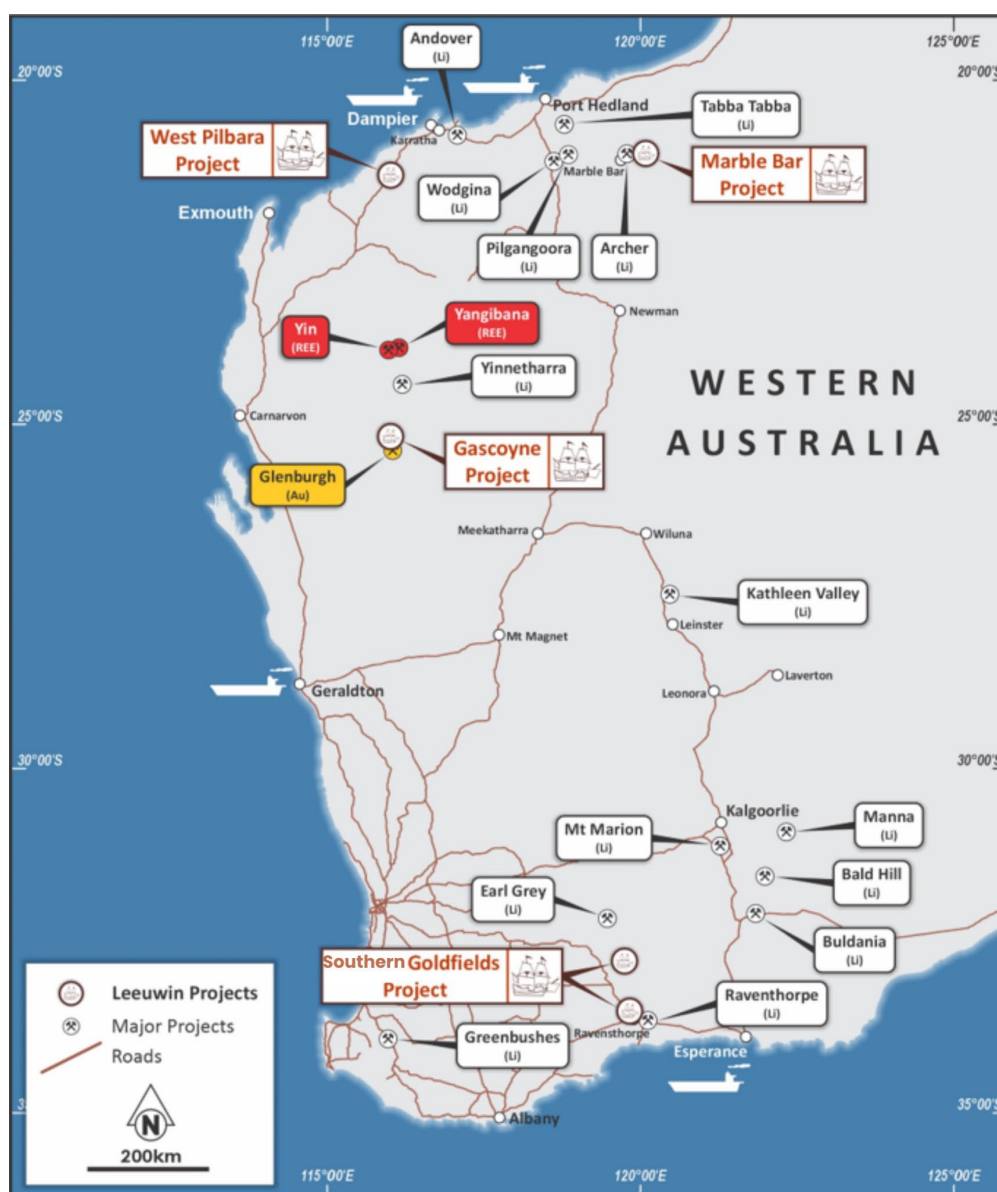 115°00'E
120°00'E
125°00'E
Andover
(Li)
20°00'S
20°00'S
Port Hedland
Tabba Tabba
(Li)
Dampier
Karratha
West Pilbara
Project
Marble Bar
Marble Bar
Project
Wodgina
(Li)
Exmouth
Pilgangoora
(Li)
Archer
(Li)
Newman
Yin
(REE)
Yangibana
(REE)
Yinnetharra
(Li)
WESTERN
AUSTRALIA
25°00'S
25°00'S
Carnarvon
Gascoyne
Project
Glenburgh
(Au)
Meekatharra
Wiluna
Kathleen Valley
(Li)
Leinster
Mt Magnet
Laverton
Leonora
Geraldton
30°00'S
30°00'S
Kalgoorlie
Manna
(Li)
Mt Marion
(Li)
Bald Hill
(Li)
Earl Grey
(Li)
Buldania
(Li)
Southern Goldfields
Project
Raventhorpe
(Li)
Ravensthorpe
Greenbushes
(Li)
Esperance
Albany
35°00'S
Leeuwin Projects
Major Projects
Roads
N
200km
115°00'E
120°00'E
125°00'E